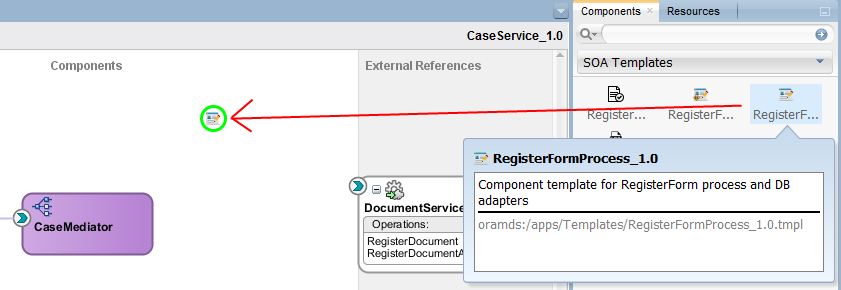 Components
Resources
CaseService_1.0
Components
External References
SOA Templates
Register...
RegisterF...
RegisterF...
RegisterFormProcess_1.0
Component template for RegisterForm process and DB
adapters
oramds:/apps/Templates/RegisterFormProcess_1.0.tmpl
CaseMediator
DocumentService
Operations:
RegisterDocument
RegisterDocumentA